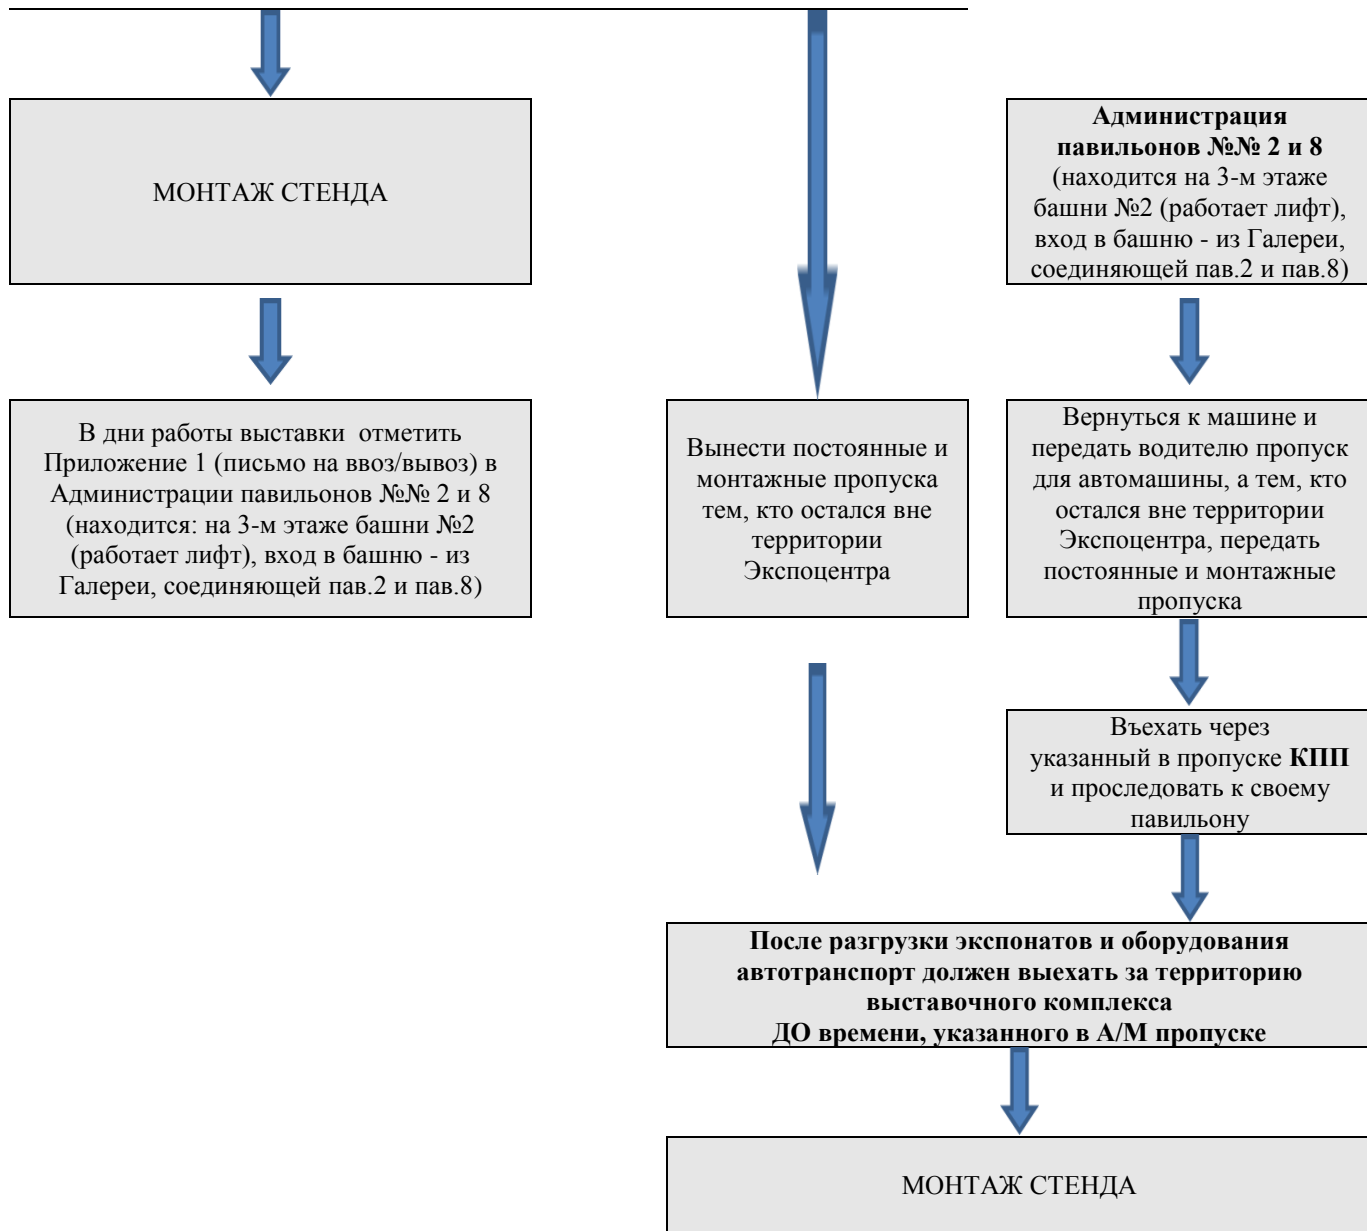 МОНТАЖ СТЕНДА
Администрация
павильонов №№ 2 и 8
(находится на 3-м этаже
башни №2 (работает лифт),
вход в башню - из Галереи,
соединяющей пав.2 и пав.8)
В дни работы выставки отметить
Приложение 1 (письмо на ввоз/вывоз) в
Администрации павильонов №№ 2 и 8
(находится: на 3-м этаже башни №2
(работает лифт), вход в башню - из
Галереи, соединяющей пав.2 и пав.8)
Вынести постоянные и
монтажные пропуска
тем, кто остался вне
территории
Экспоцентра
Вернуться к машине и
передать водителю пропуск
для автомашины, а тем, кто
остался вне территории
Экспоцентра, передать
постоянные и монтажные
пропуска
Въехать через
указанный в пропуске КПП
и проследовать к своему
павильону
После разгрузки экспонатов и оборудования
автотранспорт должен выехать за территорию
выставочного комплекса
ДО времени, указанного в А/М пропуске
МОНТАЖ СТЕНДА